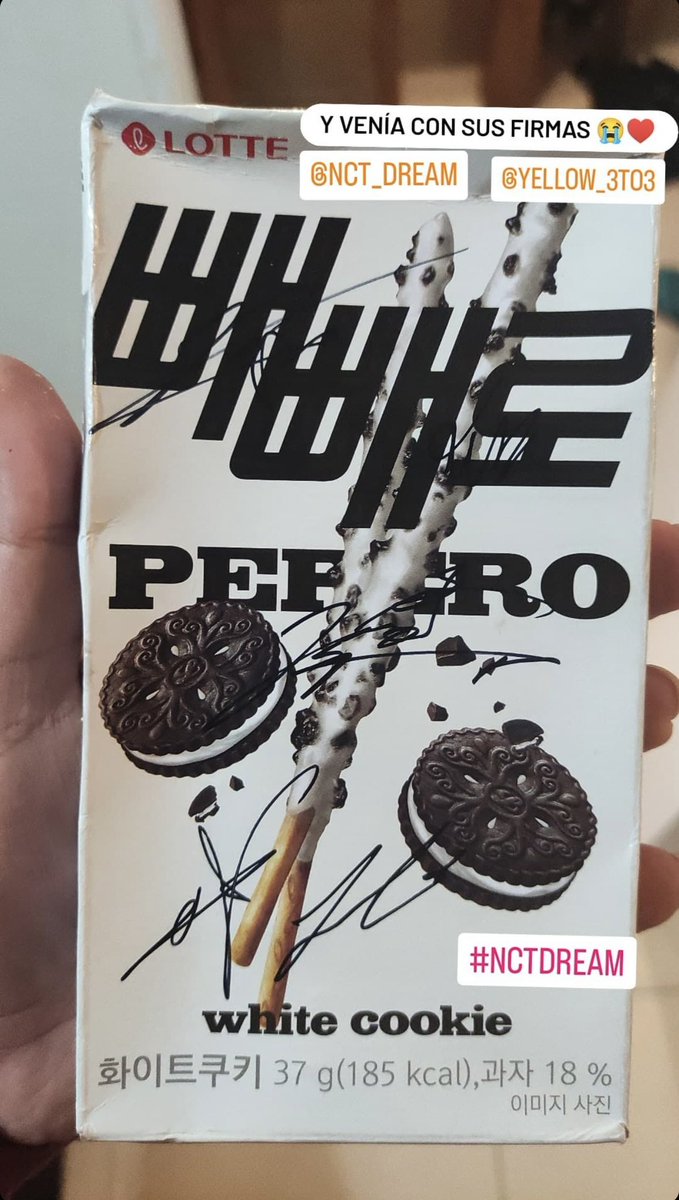 Y VENÍA CON SUS FIRMAS 😭♥️
LOTTE
@NCT_DREAM @YELLOW_3TO3
빼빼로
PEPERO
#NCTDREAM
white cookie
화이트쿠키 37 g(185 kcal),과자 18 %
이미지 사진